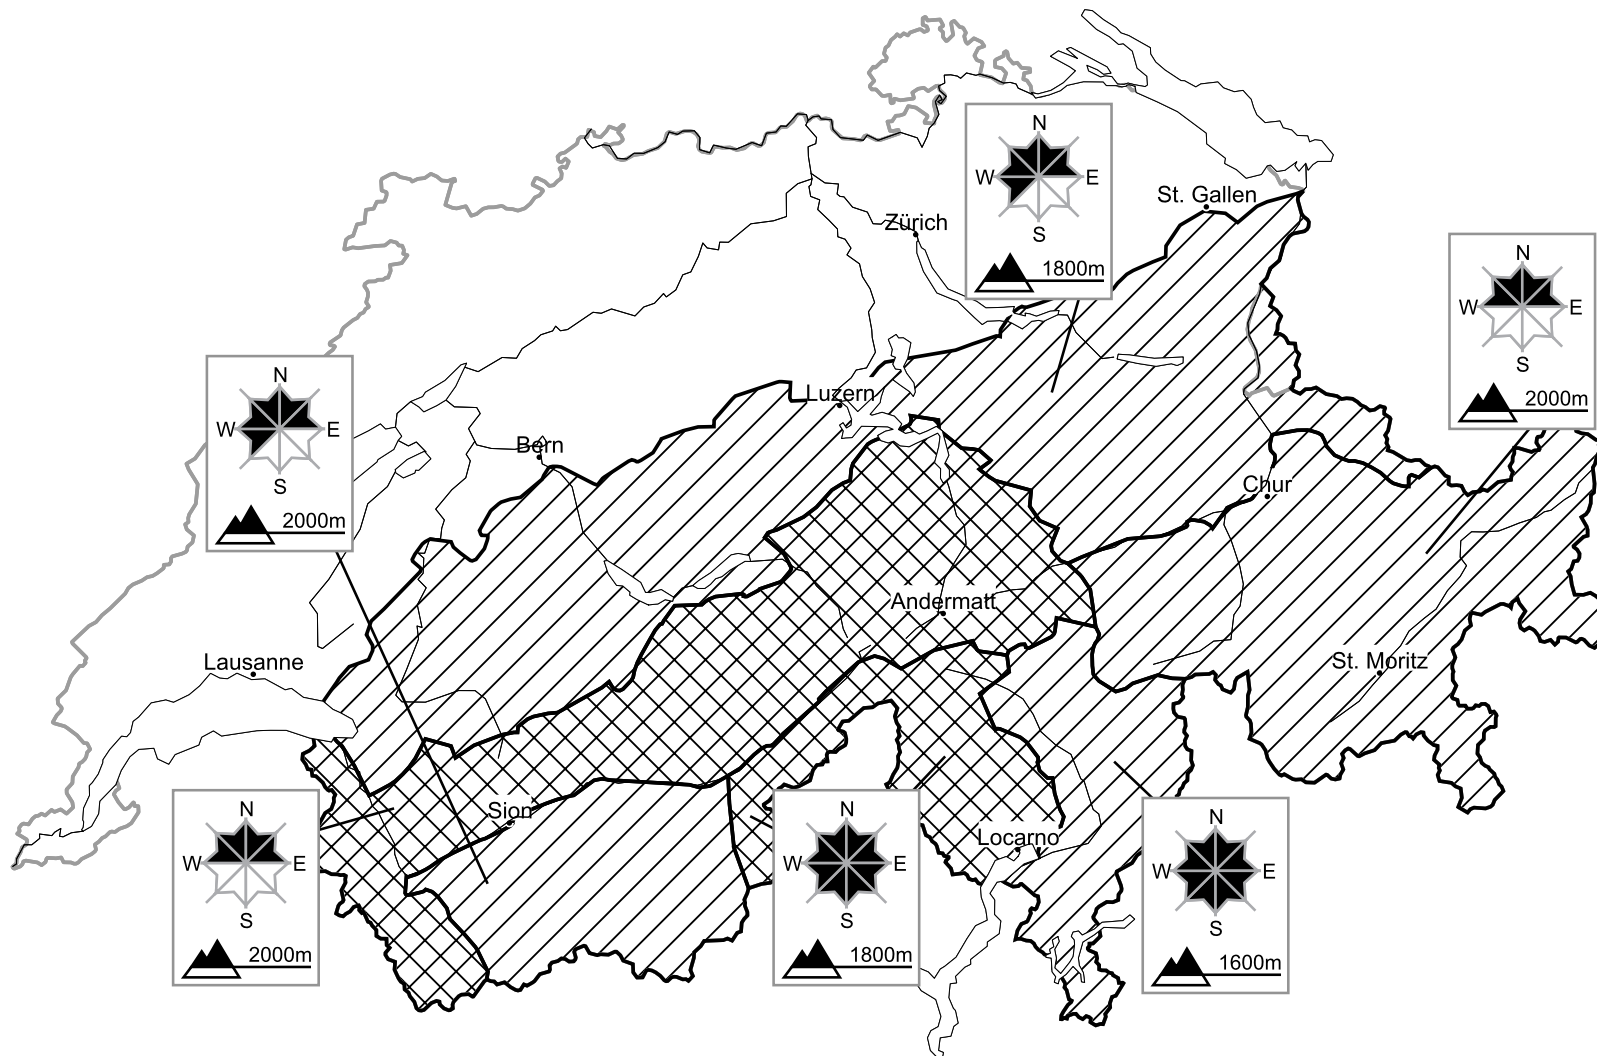 N
W E
S
1800m
St. Gallen
Zürich
N
W E
S
2000m
N
W E
S
2000m
Luzern
Bern
Chur
Andermatt
Lausanne
St. Moritz
Sion
Locarno
N
W E
S
2000m
N
W E
S
1800m
N
W E
S
1600m